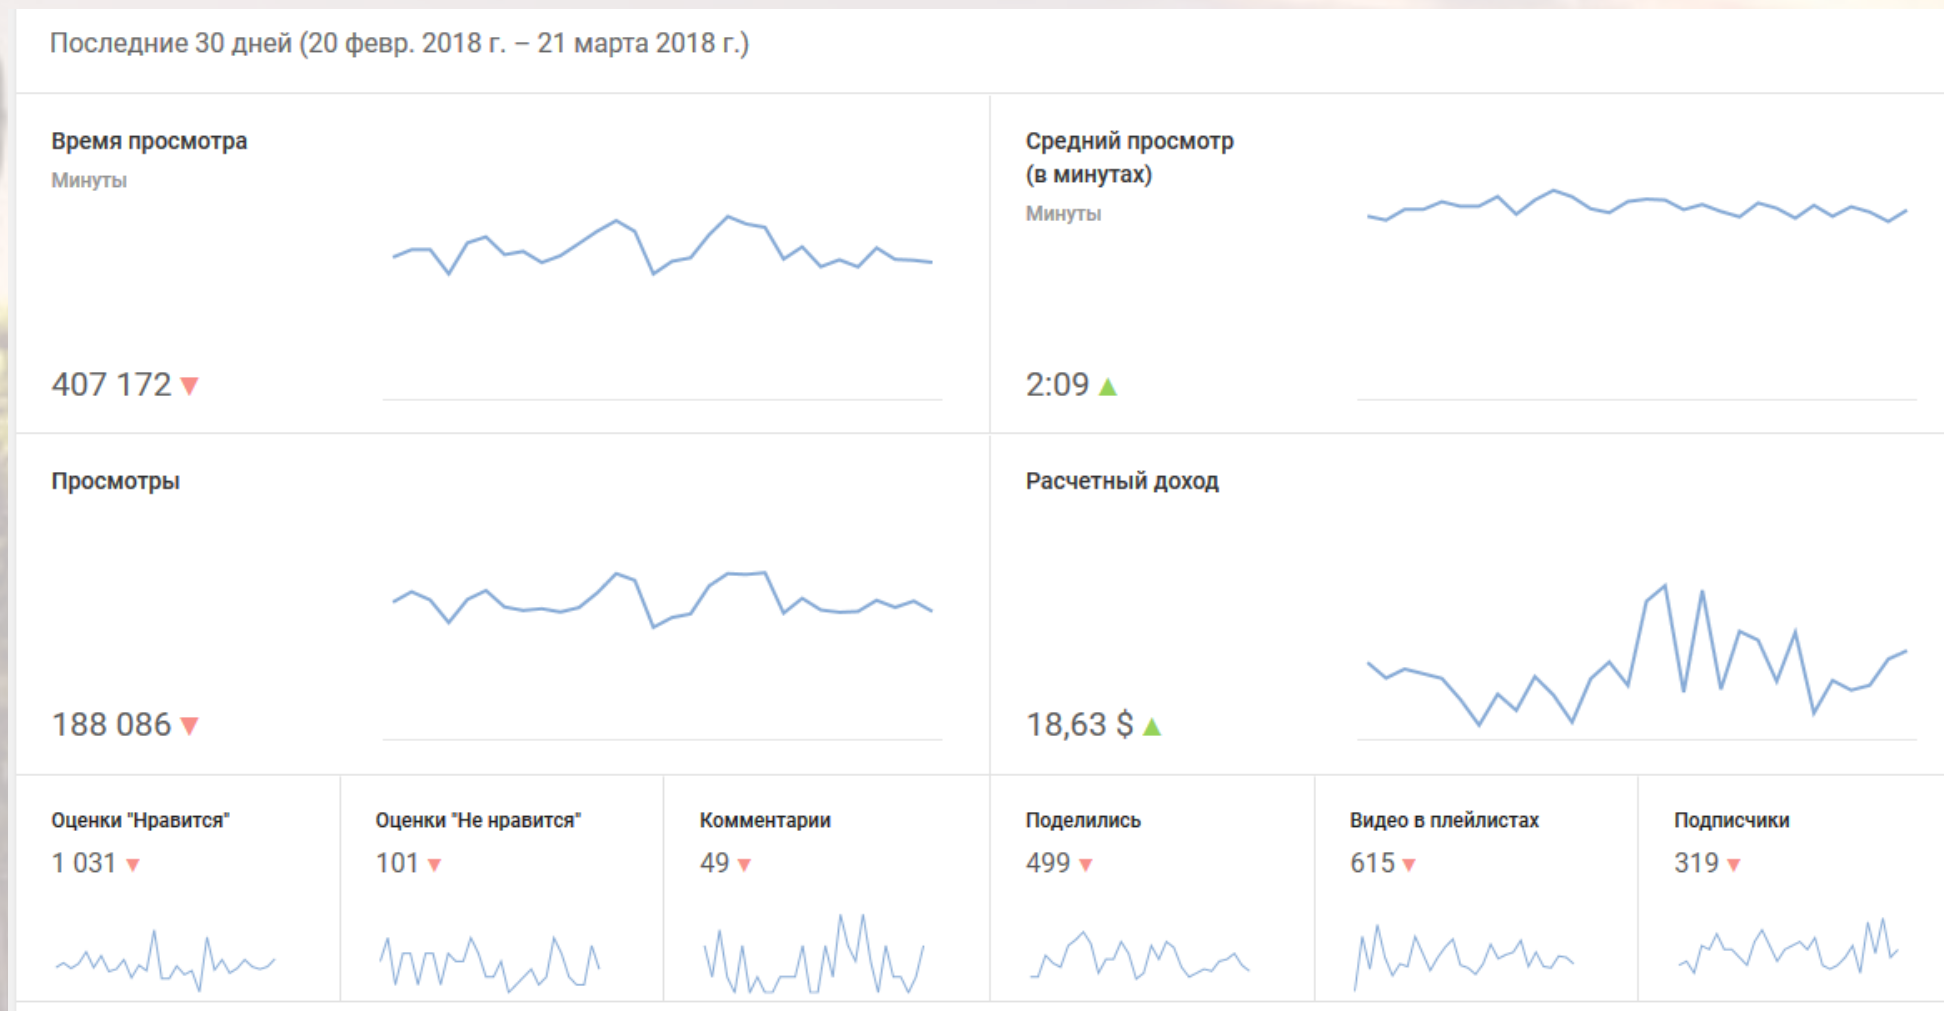 Последние 30 дней (20 февр. 2018 г. – 21 марта 2018 г.)
Время просмотра
Минуты
407 172
Средний просмотр
(в минутах)
Минуты
2:09
Просмотры
188 086
Расчетный доход
18,63 $
Оценки "Нравится"
1 031
Оценки "Не нравится"
101
Комментарии
49
Поделились
499
Видео в плейлистах
615
Подписчики
319